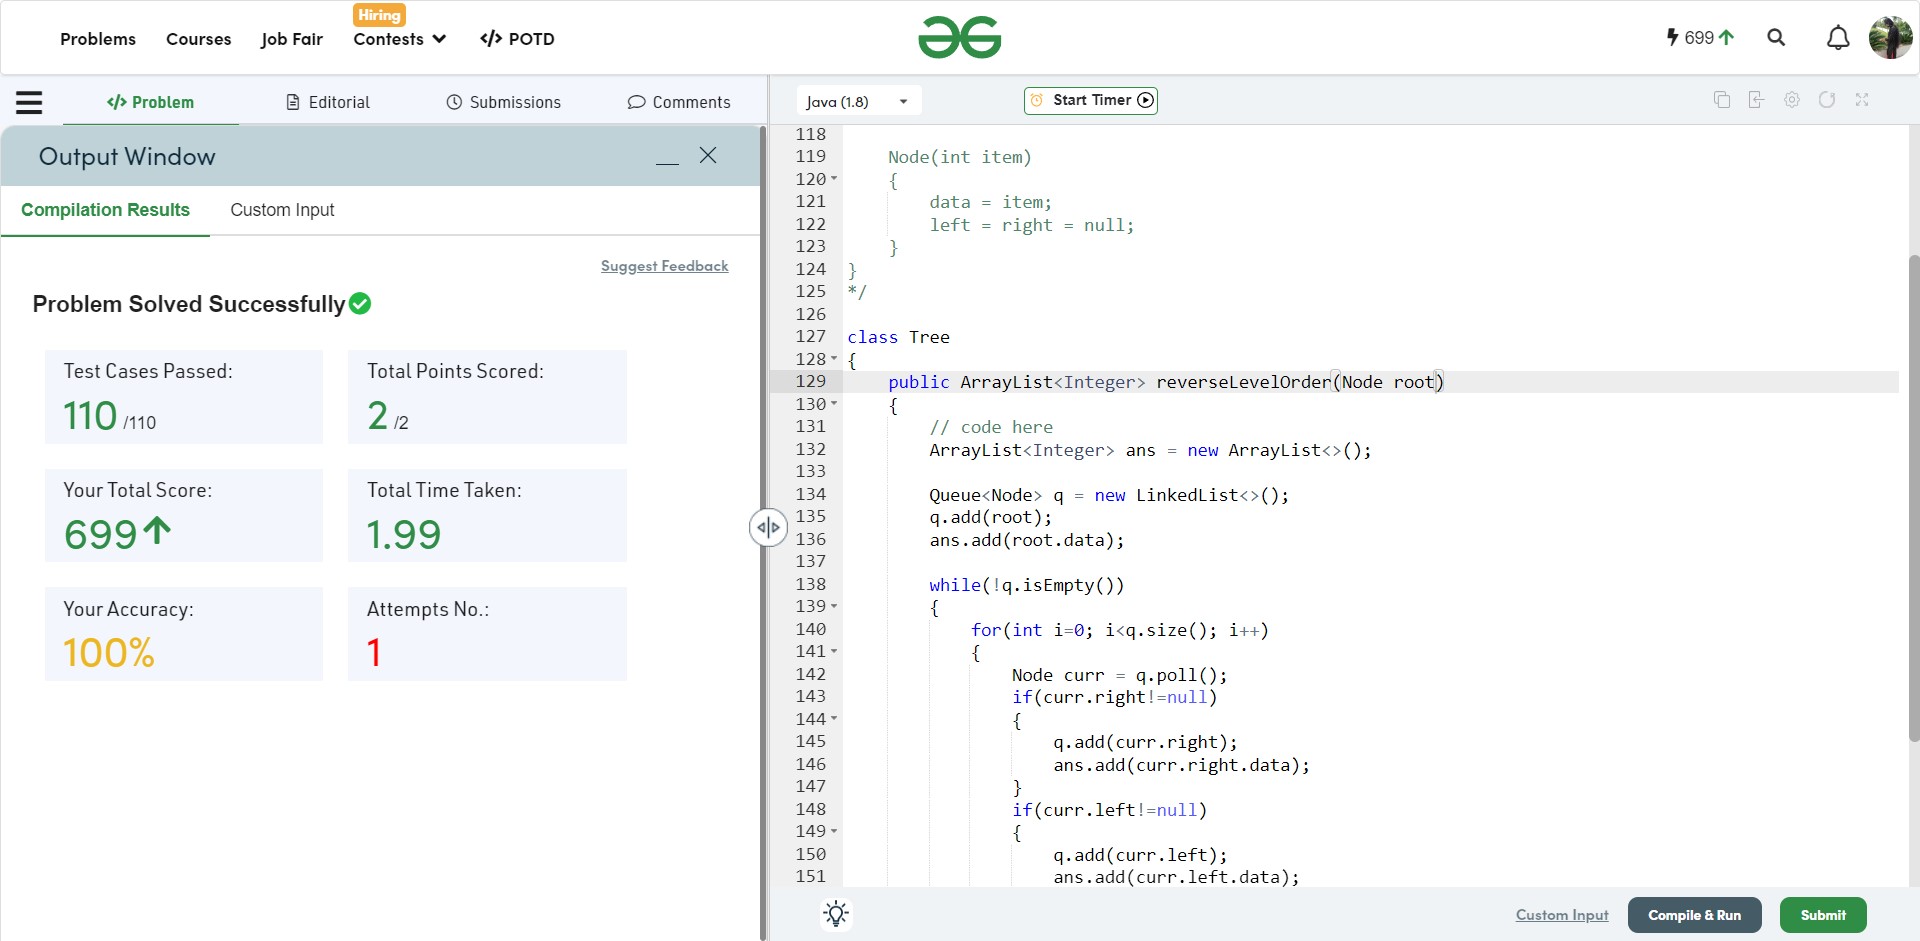 Problems Courses Job Fair Hiring Contests </> POTD
699
</> Problem Editorial Submissions Comments
Output Window
Compilation Results Custom Input
Suggest Feedback
Problem Solved Successfully
Test Cases Passed: Total Points Scored:
110 /110 2 /2
Your Total Score: Total Time Taken:
699 1.99
Your Accuracy: Attempts No.:
100% 1
Java (1.8) Start Timer
118
119     Node(int item)
120     {
121         data = item;
122         left = right = null;
123     }
124 }
125 */
126
127 class Tree
128 {
129     public ArrayList<Integer> reverseLevelOrder(Node root)
130     {
131         // code here
132         ArrayList<Integer> ans = new ArrayList<>();
133
134         Queue<Node> q = new LinkedList<>();
135         q.add(root);
136         ans.add(root.data);
137
138         while(!q.isEmpty())
139         {
140             for(int i=0; i<q.size(); i++)
141             {
142                 Node curr = q.poll();
143                 if(curr.right!=null)
144                 {
145                     q.add(curr.right);
146                     ans.add(curr.right.data);
147                 }
148                 if(curr.left!=null)
149                 {
150                     q.add(curr.left);
151                     ans.add(curr.left.data);
Custom Input Compile & Run Submit